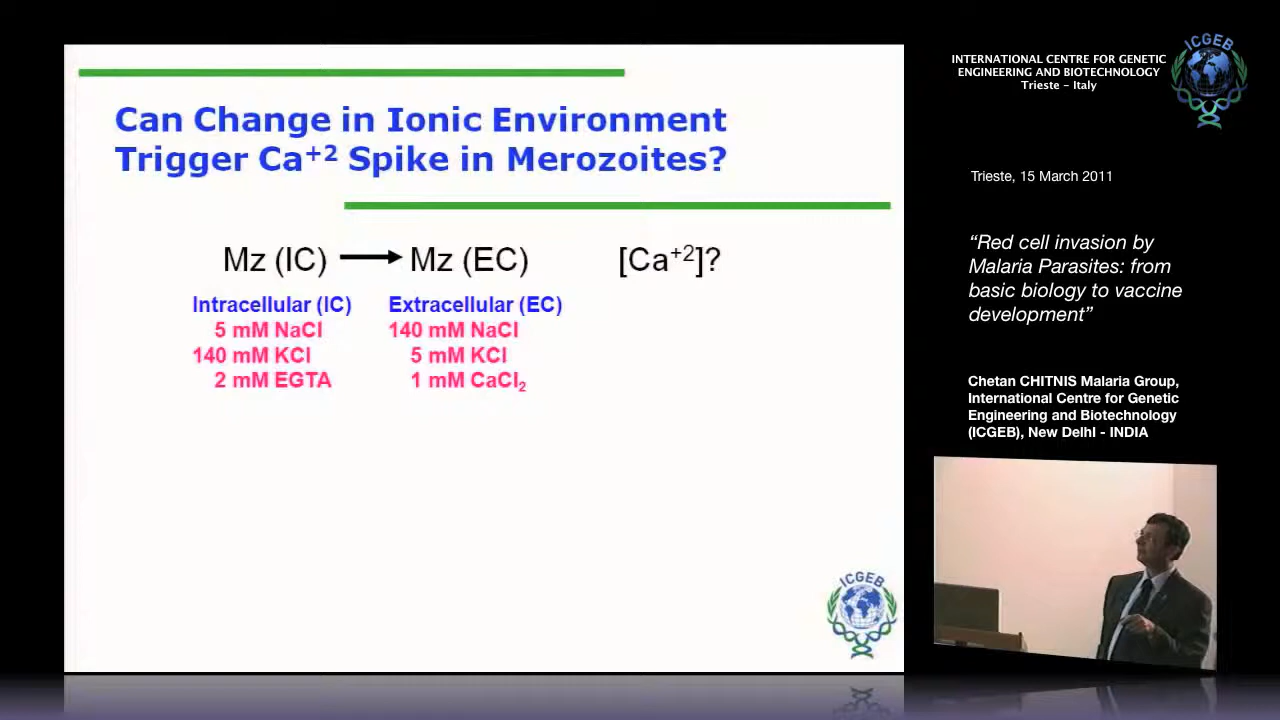 Can Change in Ionic Environment
Trigger Ca+2 Spike in Merozoites?
Mz (IC) → Mz (EC) [Ca+2]?
Intracellular (IC) Extracellular (EC)
5 mM NaCl 140 mM NaCl
140 mM KCl 5 mM KCl
2 mM EGTA 1 mM CaCl2
ICGEB
INTERNATIONAL CENTRE FOR GENETIC
ENGINEERING AND BIOTECHNOLOGY
Trieste - Italy
ICGEB
Trieste, 15 March 2011
“Red cell invasion by
Malaria Parasites: from
basic biology to vaccine
development”
Chetan CHITNIS Malaria Group,
International Centre for Genetic
Engineering and Biotechnology
(ICGEB), New Delhi - INDIA